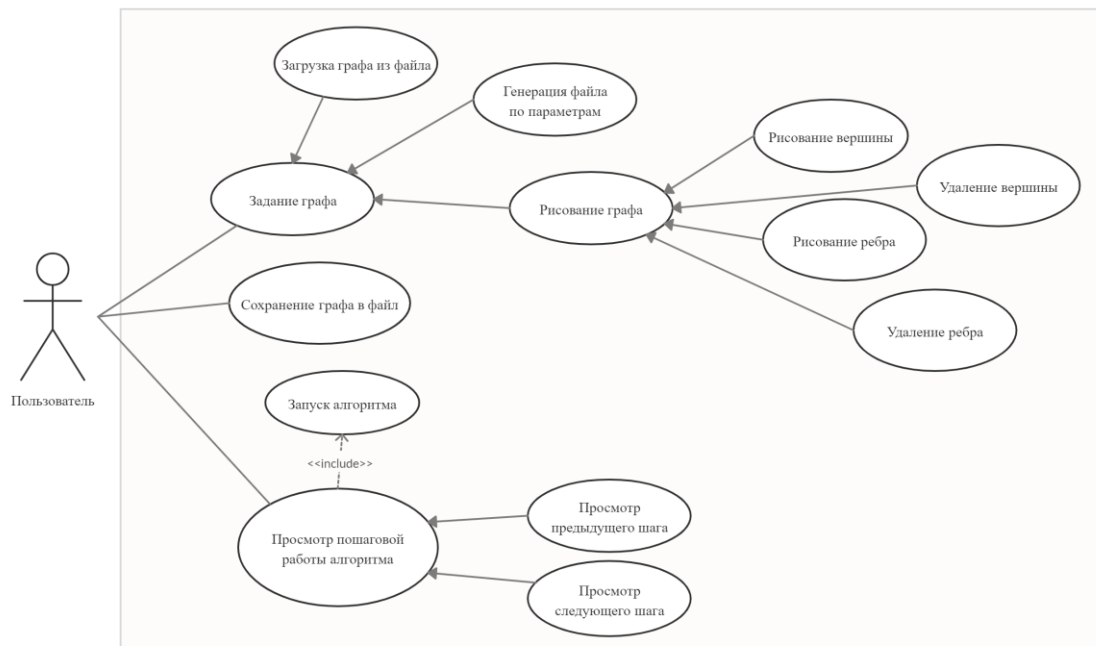 Загрузка графа из файла
Генерация файла
по параметрам
Рисование вершины
Удаление вершины
Задание графа
Рисование графа
Рисование ребра
Сохранение графа в файл
Удаление ребра
Пользователь
Запуск алгоритма
<<include>>
Просмотр пошаговой
работы алгоритма
Просмотр
предыдущего шага
Просмотр
следующего шага